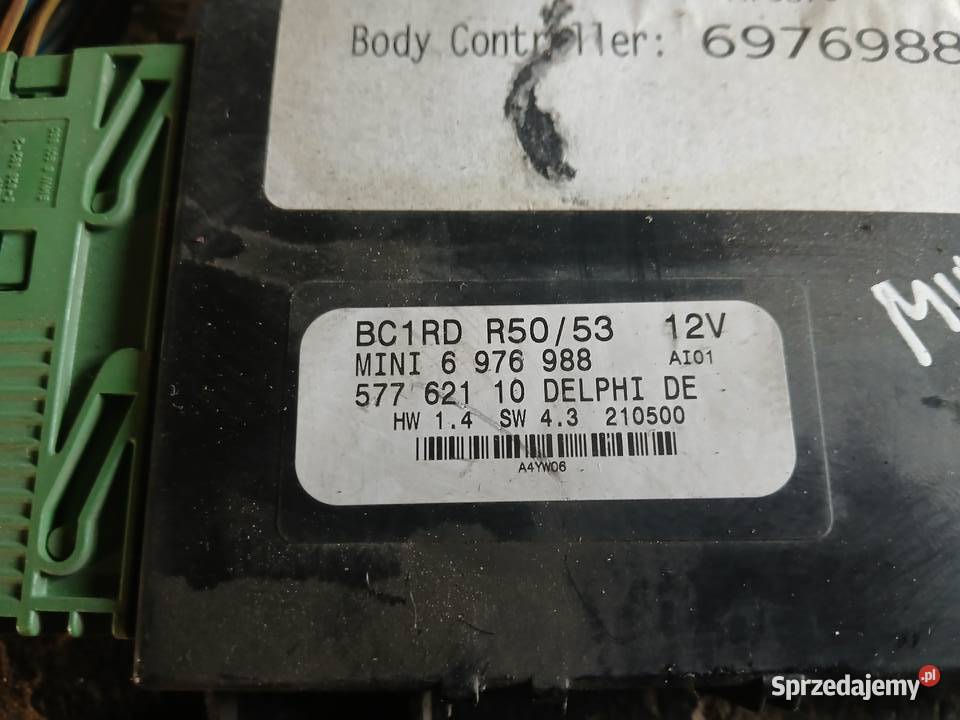 Body Controller: 6976988
BC1RD R50/53 12V
MINI 6 976 988 AI01
577 621 10 DELPHI DE
HW 1.4 SW 4.3 210500
A4YW06
Sprzedajemy.pl